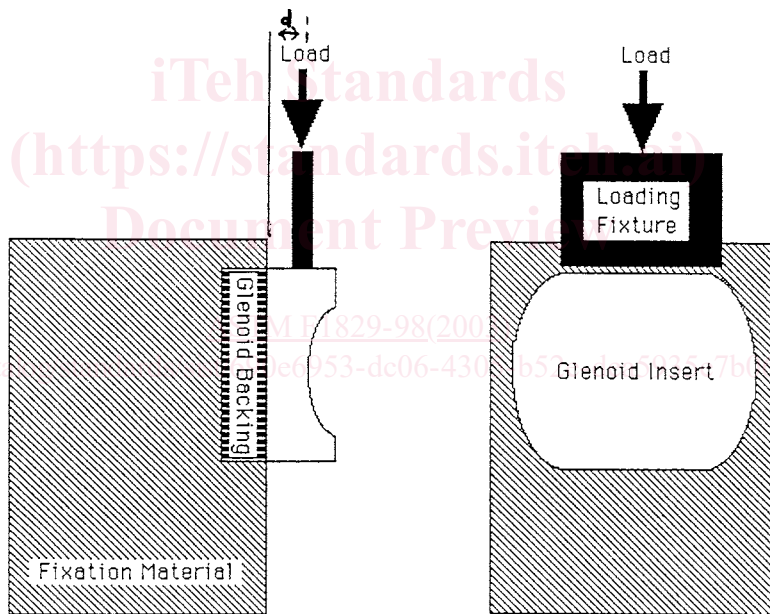 d
Load
Load
iTeh Standards
(https://standards.iteh.ai)
Document Preview
Loading
Fixture
Glenoid Backing
Glenoid Insert
Fixation Material